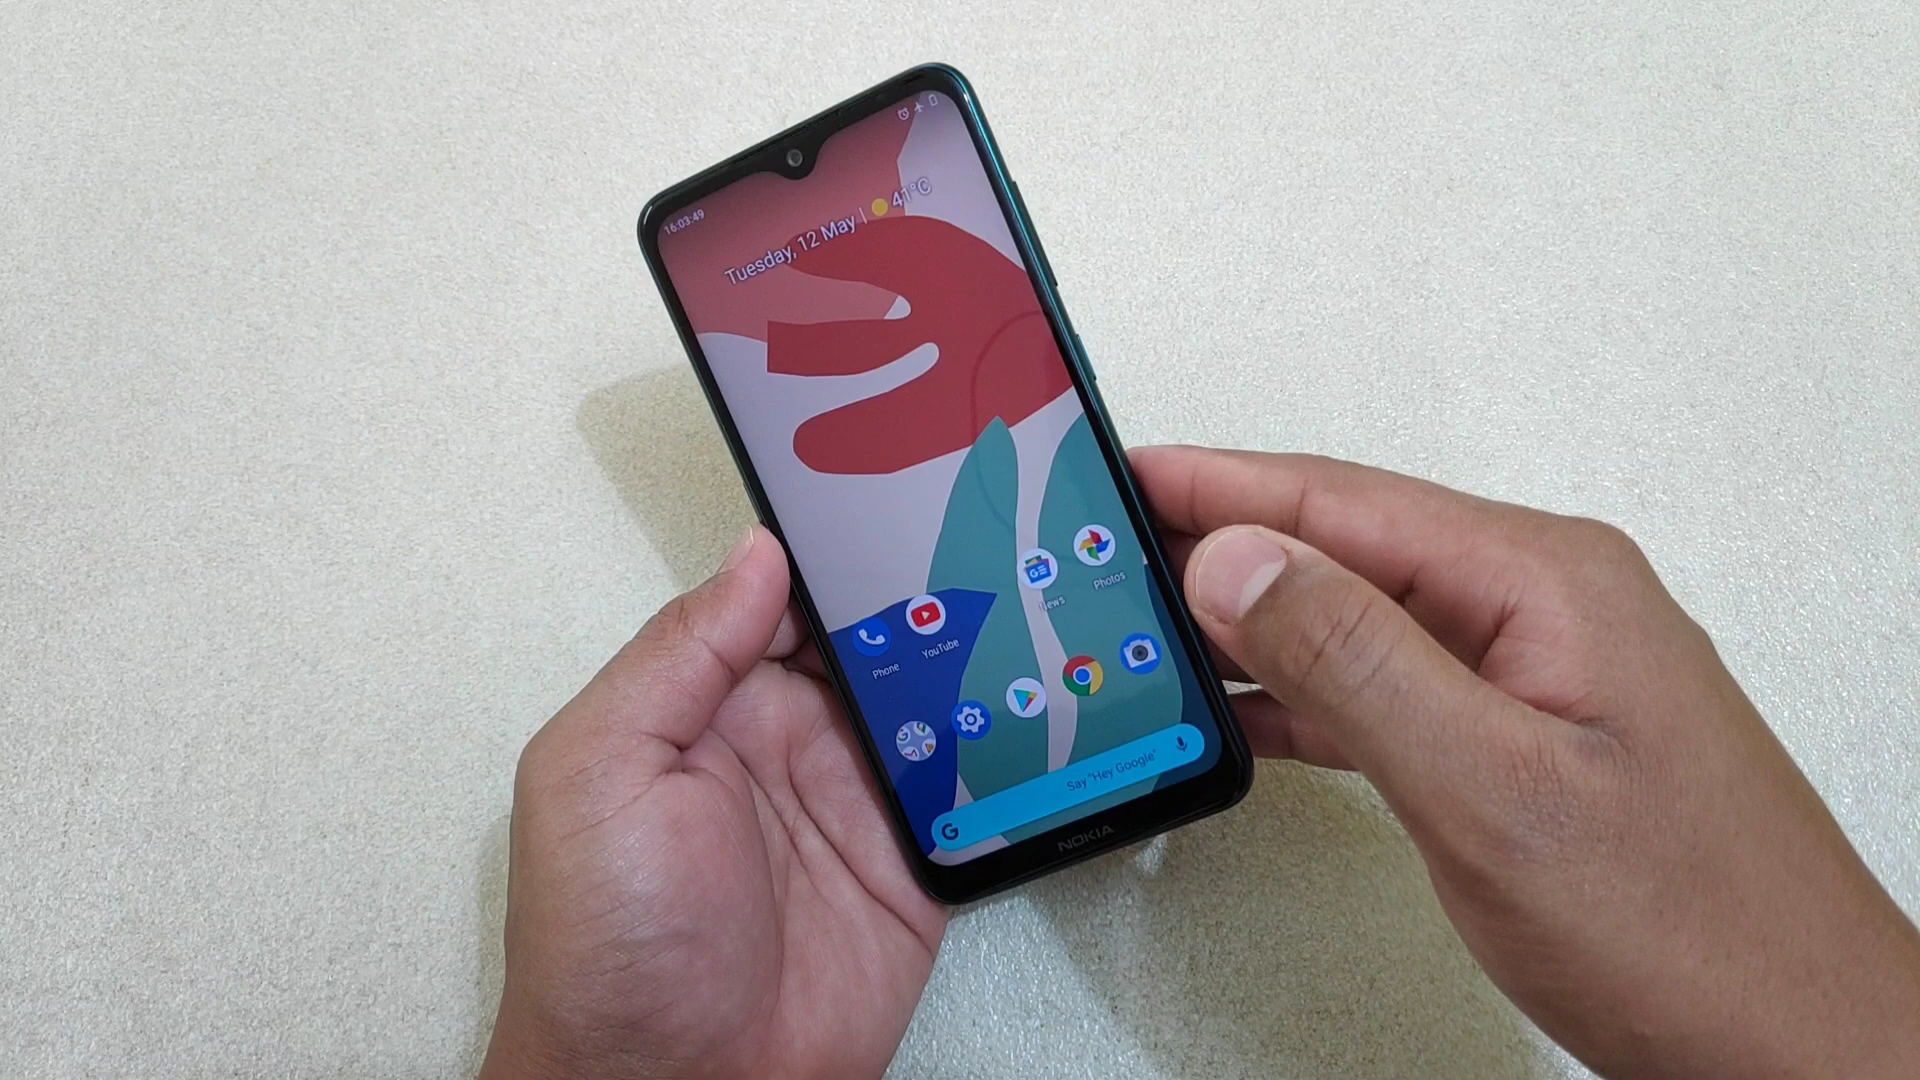 16:03:49
Tuesday, 12 May | 41°C
News
Photos
Phone
YouTube
G Say "Hey Google"
NOKIA